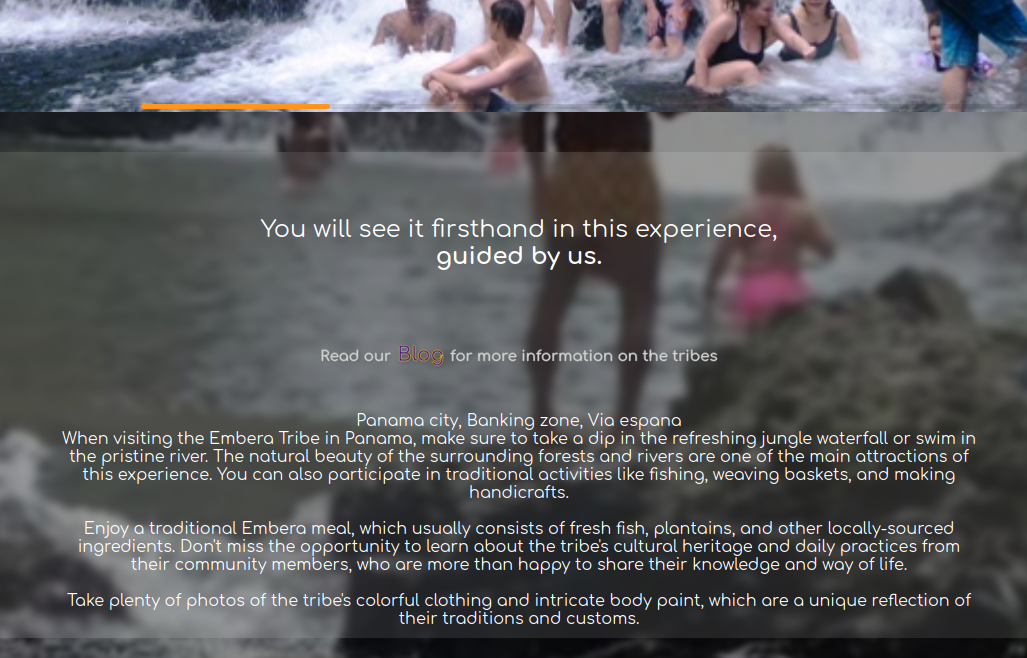 You will see it firsthand in this experience,
guided by us.
Read our Blog for more information on the tribes
Panama city, Banking zone, Via espana
When visiting the Embera Tribe in Panama, make sure to take a dip in the refreshing jungle waterfall or swim in
the pristine river. The natural beauty of the surrounding forests and rivers are one of the main attractions of
this experience. You can also participate in traditional activities like fishing, weaving baskets, and making
handicrafts.
Enjoy a traditional Embera meal, which usually consists of fresh fish, plantains, and other locally-sourced
ingredients. Don't miss the opportunity to learn about the tribe's cultural heritage and daily practices from
their community members, who are more than happy to share their knowledge and way of life.
Take plenty of photos of the tribe's colorful clothing and intricate body paint, which are a unique reflection of
their traditions and customs.